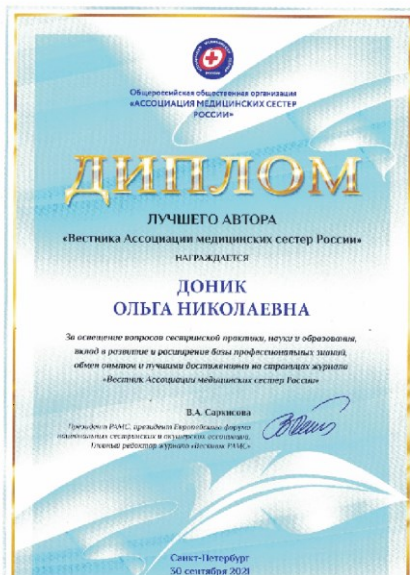 Общероссийская общественная организация
«АССОЦИАЦИЯ МЕДИЦИНСКИХ СЕСТЕР
РОССИИ»
ДИПЛОМ
ЛУЧШЕГО АВТОРА
«Вестника Ассоциации медицинских сестер России»
НАГРАЖДАЕТСЯ
ДОНИК
ОЛЬГА НИКОЛАЕВНА
За освещение вопросов сестринской практики, науки и образования,
вклад в развитие и расширение базы профессиональных знаний,
обмен опытом и лучшими достижениями на страницах журнала
«Вестник Ассоциации медицинских сестер России»
В.А. Саркисова
Президент РАМС, президент Европейского форума
национальных сестринских и акушерских ассоциаций,
Главный редактор журнала «Вестник РАМС»
Санкт-Петербург
30 сентября 2021